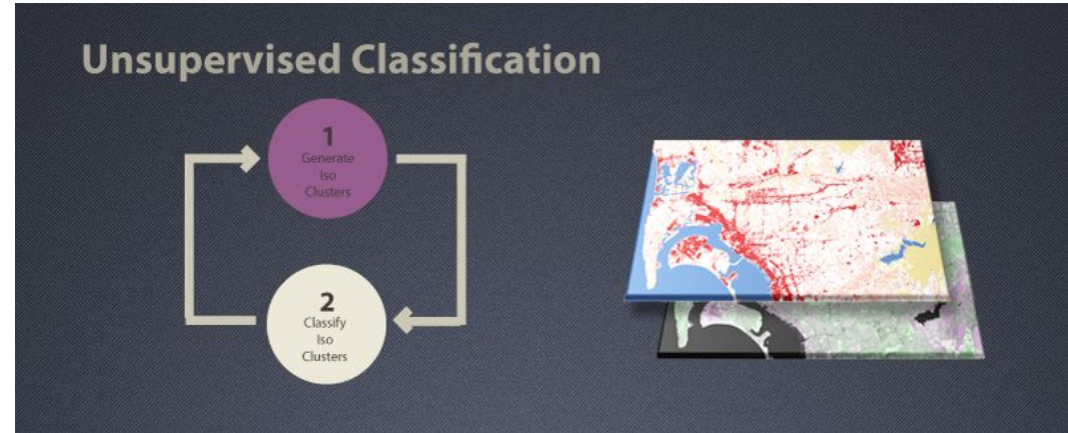 Unsupervised Classification
1
Generate
Iso
Clusters
2
Classify
Iso
Clusters